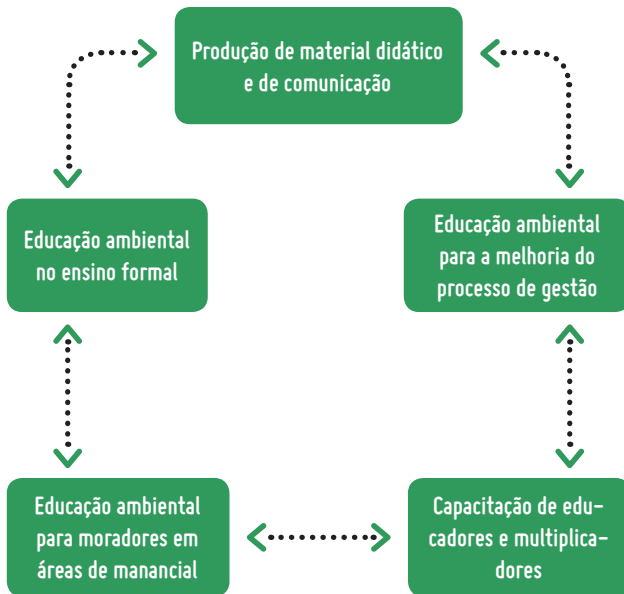 Produção de material didático
e de comunicação
Educação ambiental
no ensino formal
Educação ambiental
para a melhoria do
processo de gestão
Educação ambiental
para moradores em
áreas de manancial
Capacitação de edu-
cadores e multiplica-
dores